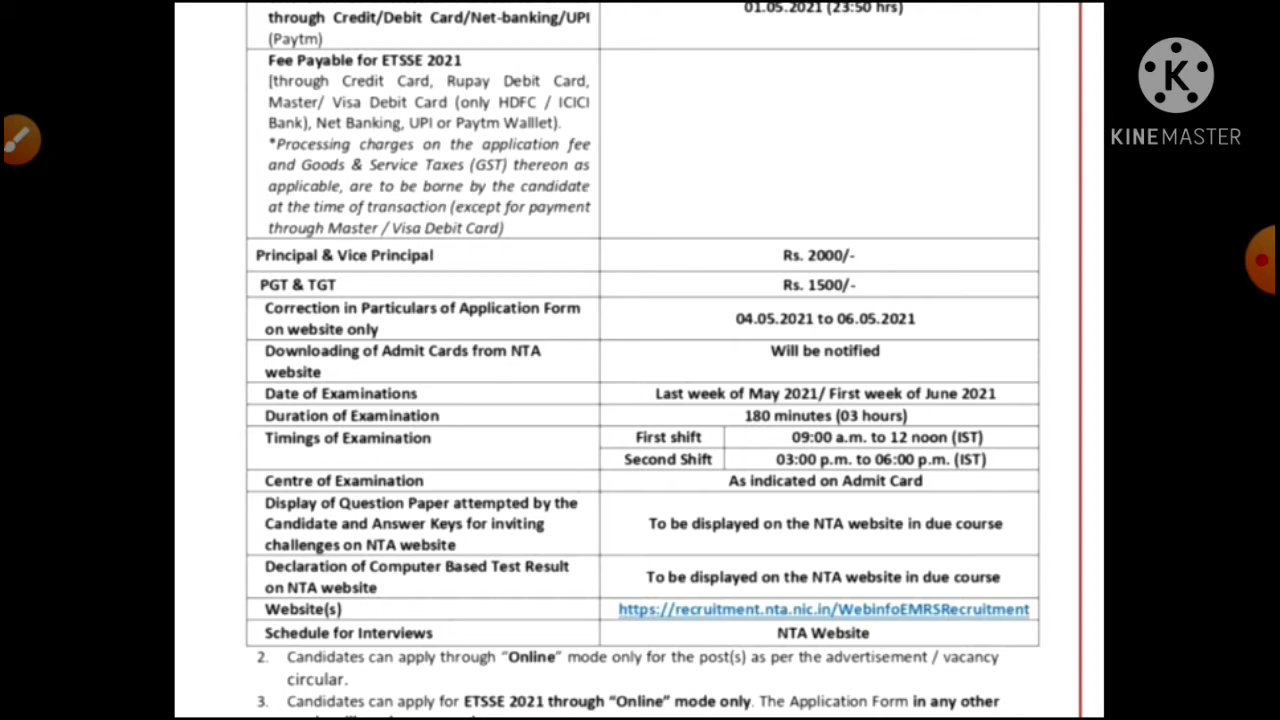 through Credit/Debit Card/Net-banking/UPI
(Paytm)
01.05.2021 (23:50 hrs)
Fee Payable for ETSSE 2021
[through Credit Card, Rupay Debit Card,
Master/ Visa Debit Card (only HDFC / ICICI
Bank), Net Banking, UPI or Paytm Walllet).
*Processing charges on the application fee
and Goods & Service Taxes (GST) thereon as
applicable, are to be borne by the candidate
at the time of transaction (except for payment
through Master / Visa Debit Card)
Principal & Vice Principal Rs. 2000/-
PGT & TGT Rs. 1500/-
Correction in Particulars of Application Form
on website only
04.05.2021 to 06.05.2021
Downloading of Admit Cards from NTA
website
Will be notified
Date of Examinations Last week of May 2021/ First week of June 2021
Duration of Examination 180 minutes (03 hours)
Timings of Examination First shift 09:00 a.m. to 12 noon (IST)
Second Shift 03:00 p.m. to 06:00 p.m. (IST)
Centre of Examination As indicated on Admit Card
Display of Question Paper attempted by the
Candidate and Answer Keys for inviting
challenges on NTA website
To be displayed on the NTA website in due course
Declaration of Computer Based Test Result
on NTA website
To be displayed on the NTA website in due course
Website(s) https://recruitment.nta.nic.in/WebinfoEMRSRecruitment
Schedule for Interviews NTA Website
2. Candidates can apply through “Online” mode only for the post(s) as per the advertisement / vacancy
circular.
3. Candidates can apply for ETSSE 2021 through “Online” mode only. The Application Form in any other
K
KINEMASTER